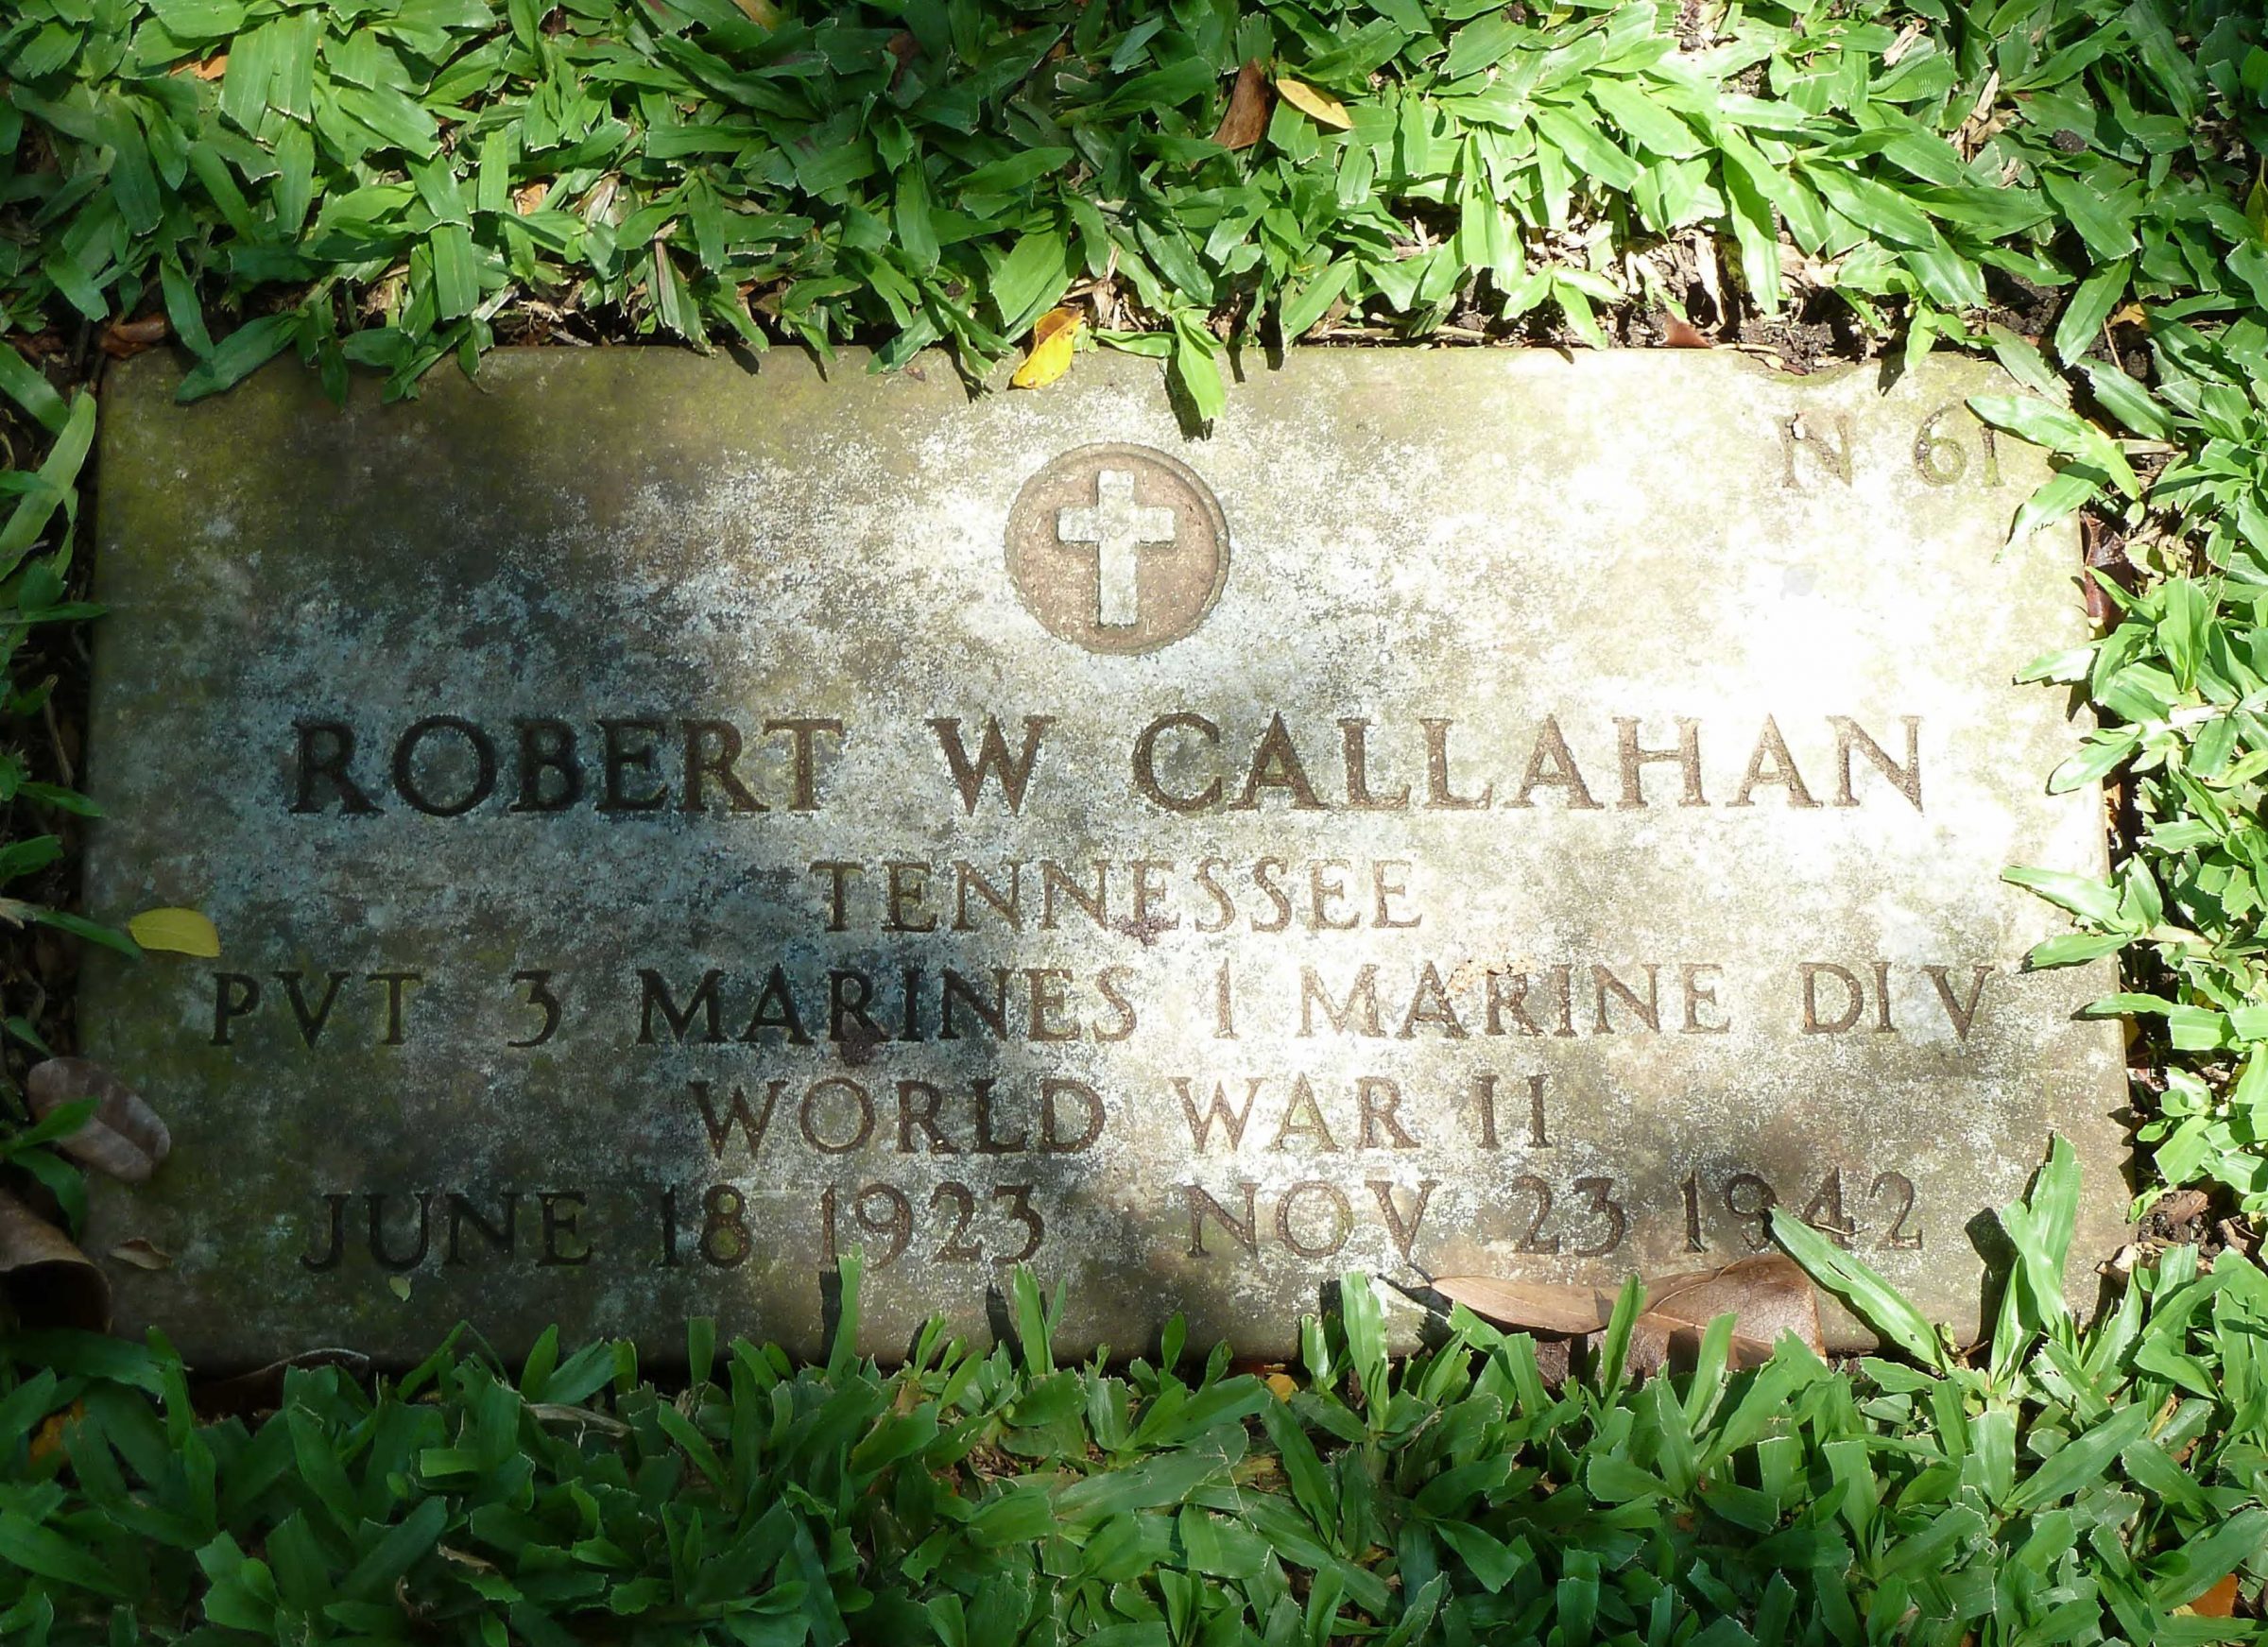 N 61
ROBERT W CALLAHAN
TENNESSEE
PVT 3 MARINES 1 MARINE DIV
WORLD WAR II
JUNE 18 1923 NOV 23 1942